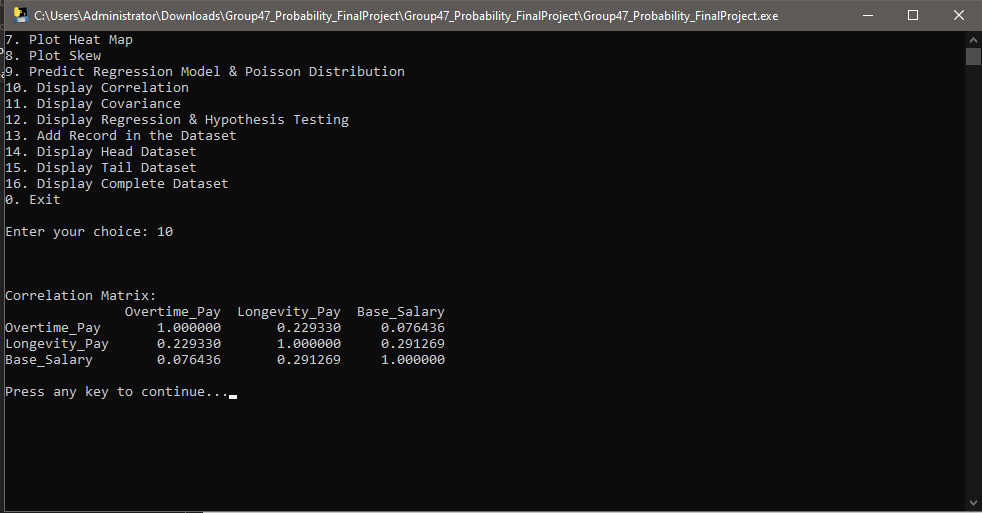 C:\Users\Administrator\Downloads\Group47_Probability_FinalProject\Group47_Probability_FinalProject\Group47_Probability_FinalProject.exe
7. Plot Heat Map
8. Plot Skew
9. Predict Regression Model & Poisson Distribution
10. Display Correlation
11. Display Covariance
12. Display Regression & Hypothesis Testing
13. Add Record in the Dataset
14. Display Head Dataset
15. Display Tail Dataset
16. Display Complete Dataset
0. Exit
Enter your choice: 10
Correlation Matrix:
Overtime_Pay Longevity_Pay Base_Salary
Overtime_Pay 1.000000 0.229330 0.076436
Longevity_Pay 0.229330 1.000000 0.291269
Base_Salary 0.076436 0.291269 1.000000
Press any key to continue...